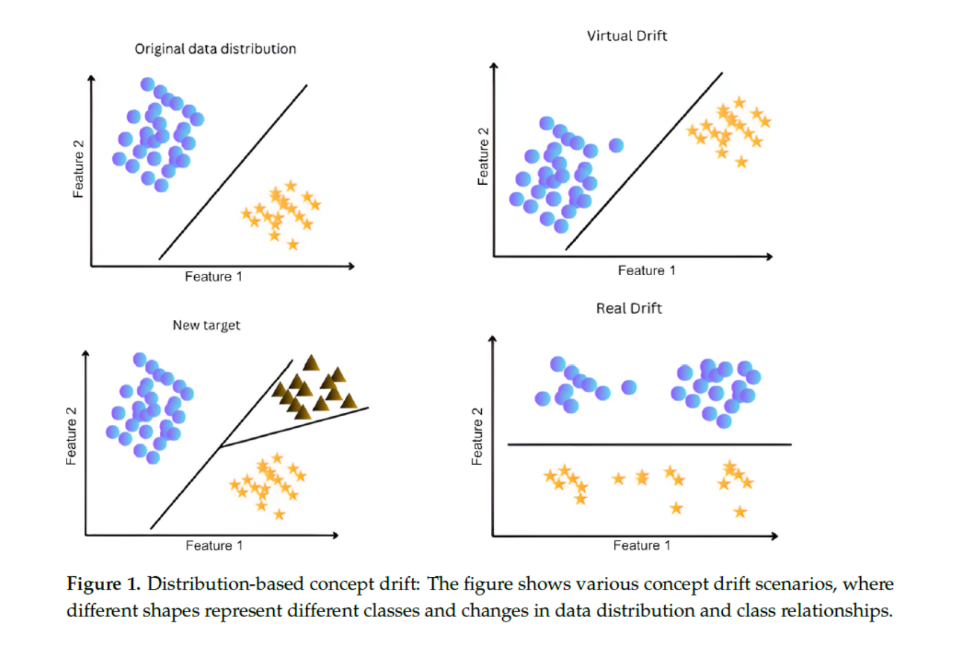 Original data distribution
Feature 2
Feature 1
Virtual Drift
Feature 2
Feature 1
New target
Feature 2
Feature 1
Real Drift
Feature 2
Feature 1
Figure 1. Distribution-based concept drift: The figure shows various concept drift scenarios, where
different shapes represent different classes and changes in data distribution and class relationships.